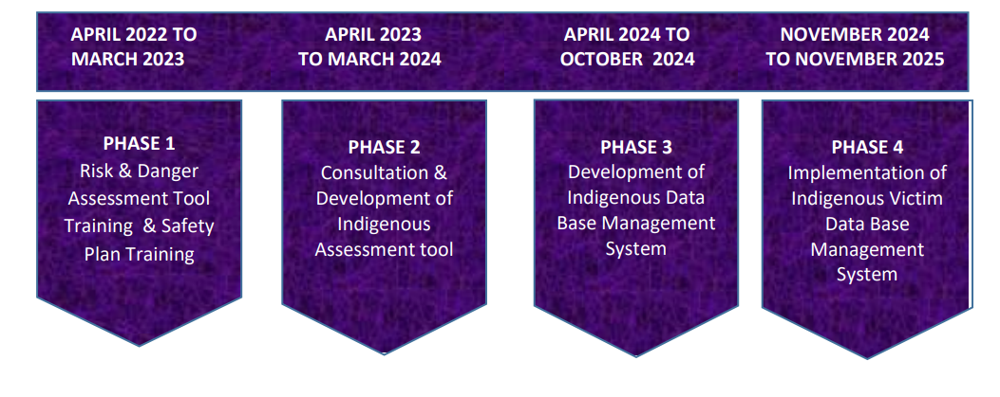 APRIL 2022 TO
MARCH 2023
APRIL 2023
TO MARCH 2024
APRIL 2024 TO
OCTOBER 2024
NOVEMBER 2024
TO NOVEMBER 2025
PHASE 1
Risk & Danger
Assessment Tool
Training & Safety
Plan Training
PHASE 2
Consultation &
Development of
Indigenous
Assessment tool
PHASE 3
Development of
Indigenous Data
Base Management
System
PHASE 4
Implementation of
Indigenous Victim
Data Base
Management
System